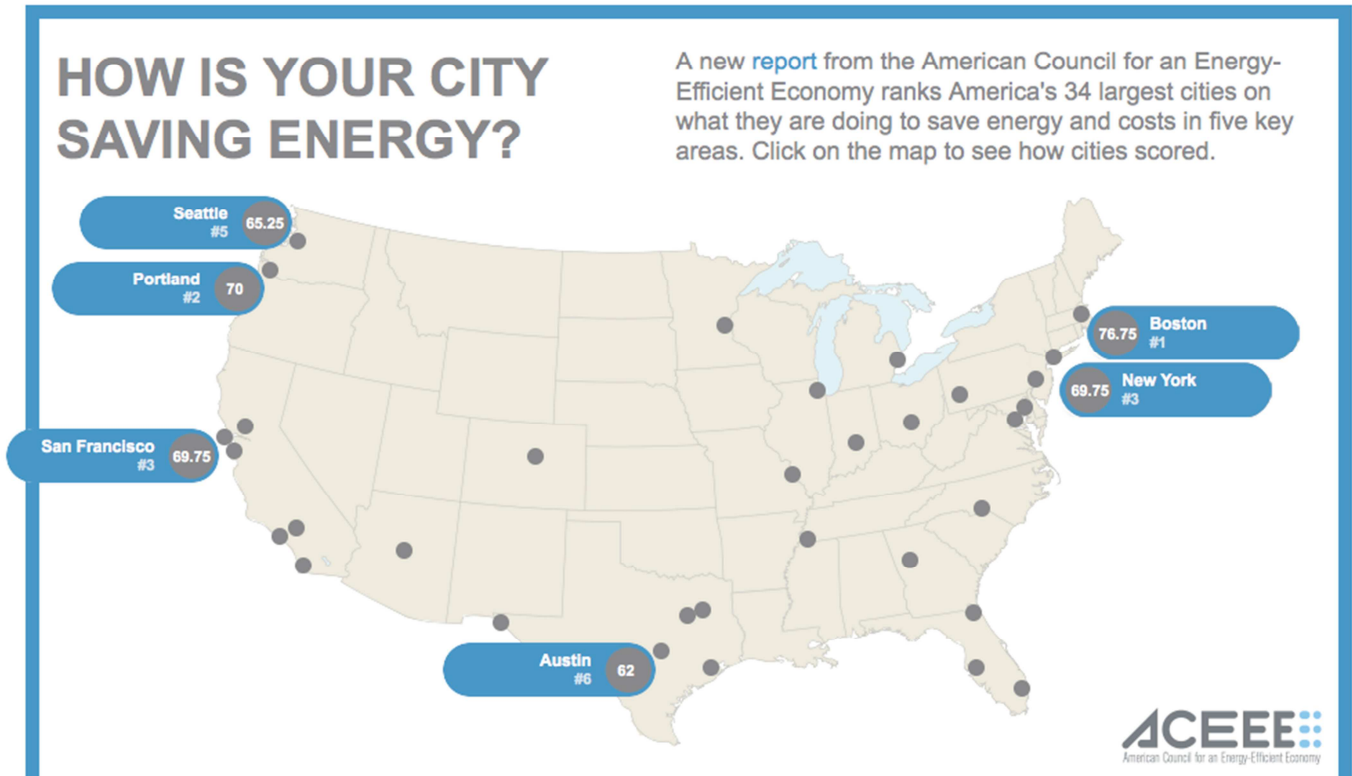 HOW IS YOUR CITY
SAVING ENERGY?
A new report from the American Council for an Energy-
Efficient Economy ranks America's 34 largest cities on
what they are doing to save energy and costs in five key
areas. Click on the map to see how cities scored.
Seattle
#5
65.25
Portland
#2
70
76.75
Boston
#1
69.75
New York
#3
San Francisco
#3
69.75
Austin
#6
62
ACEEE
American Council for an Energy-Efficient Economy